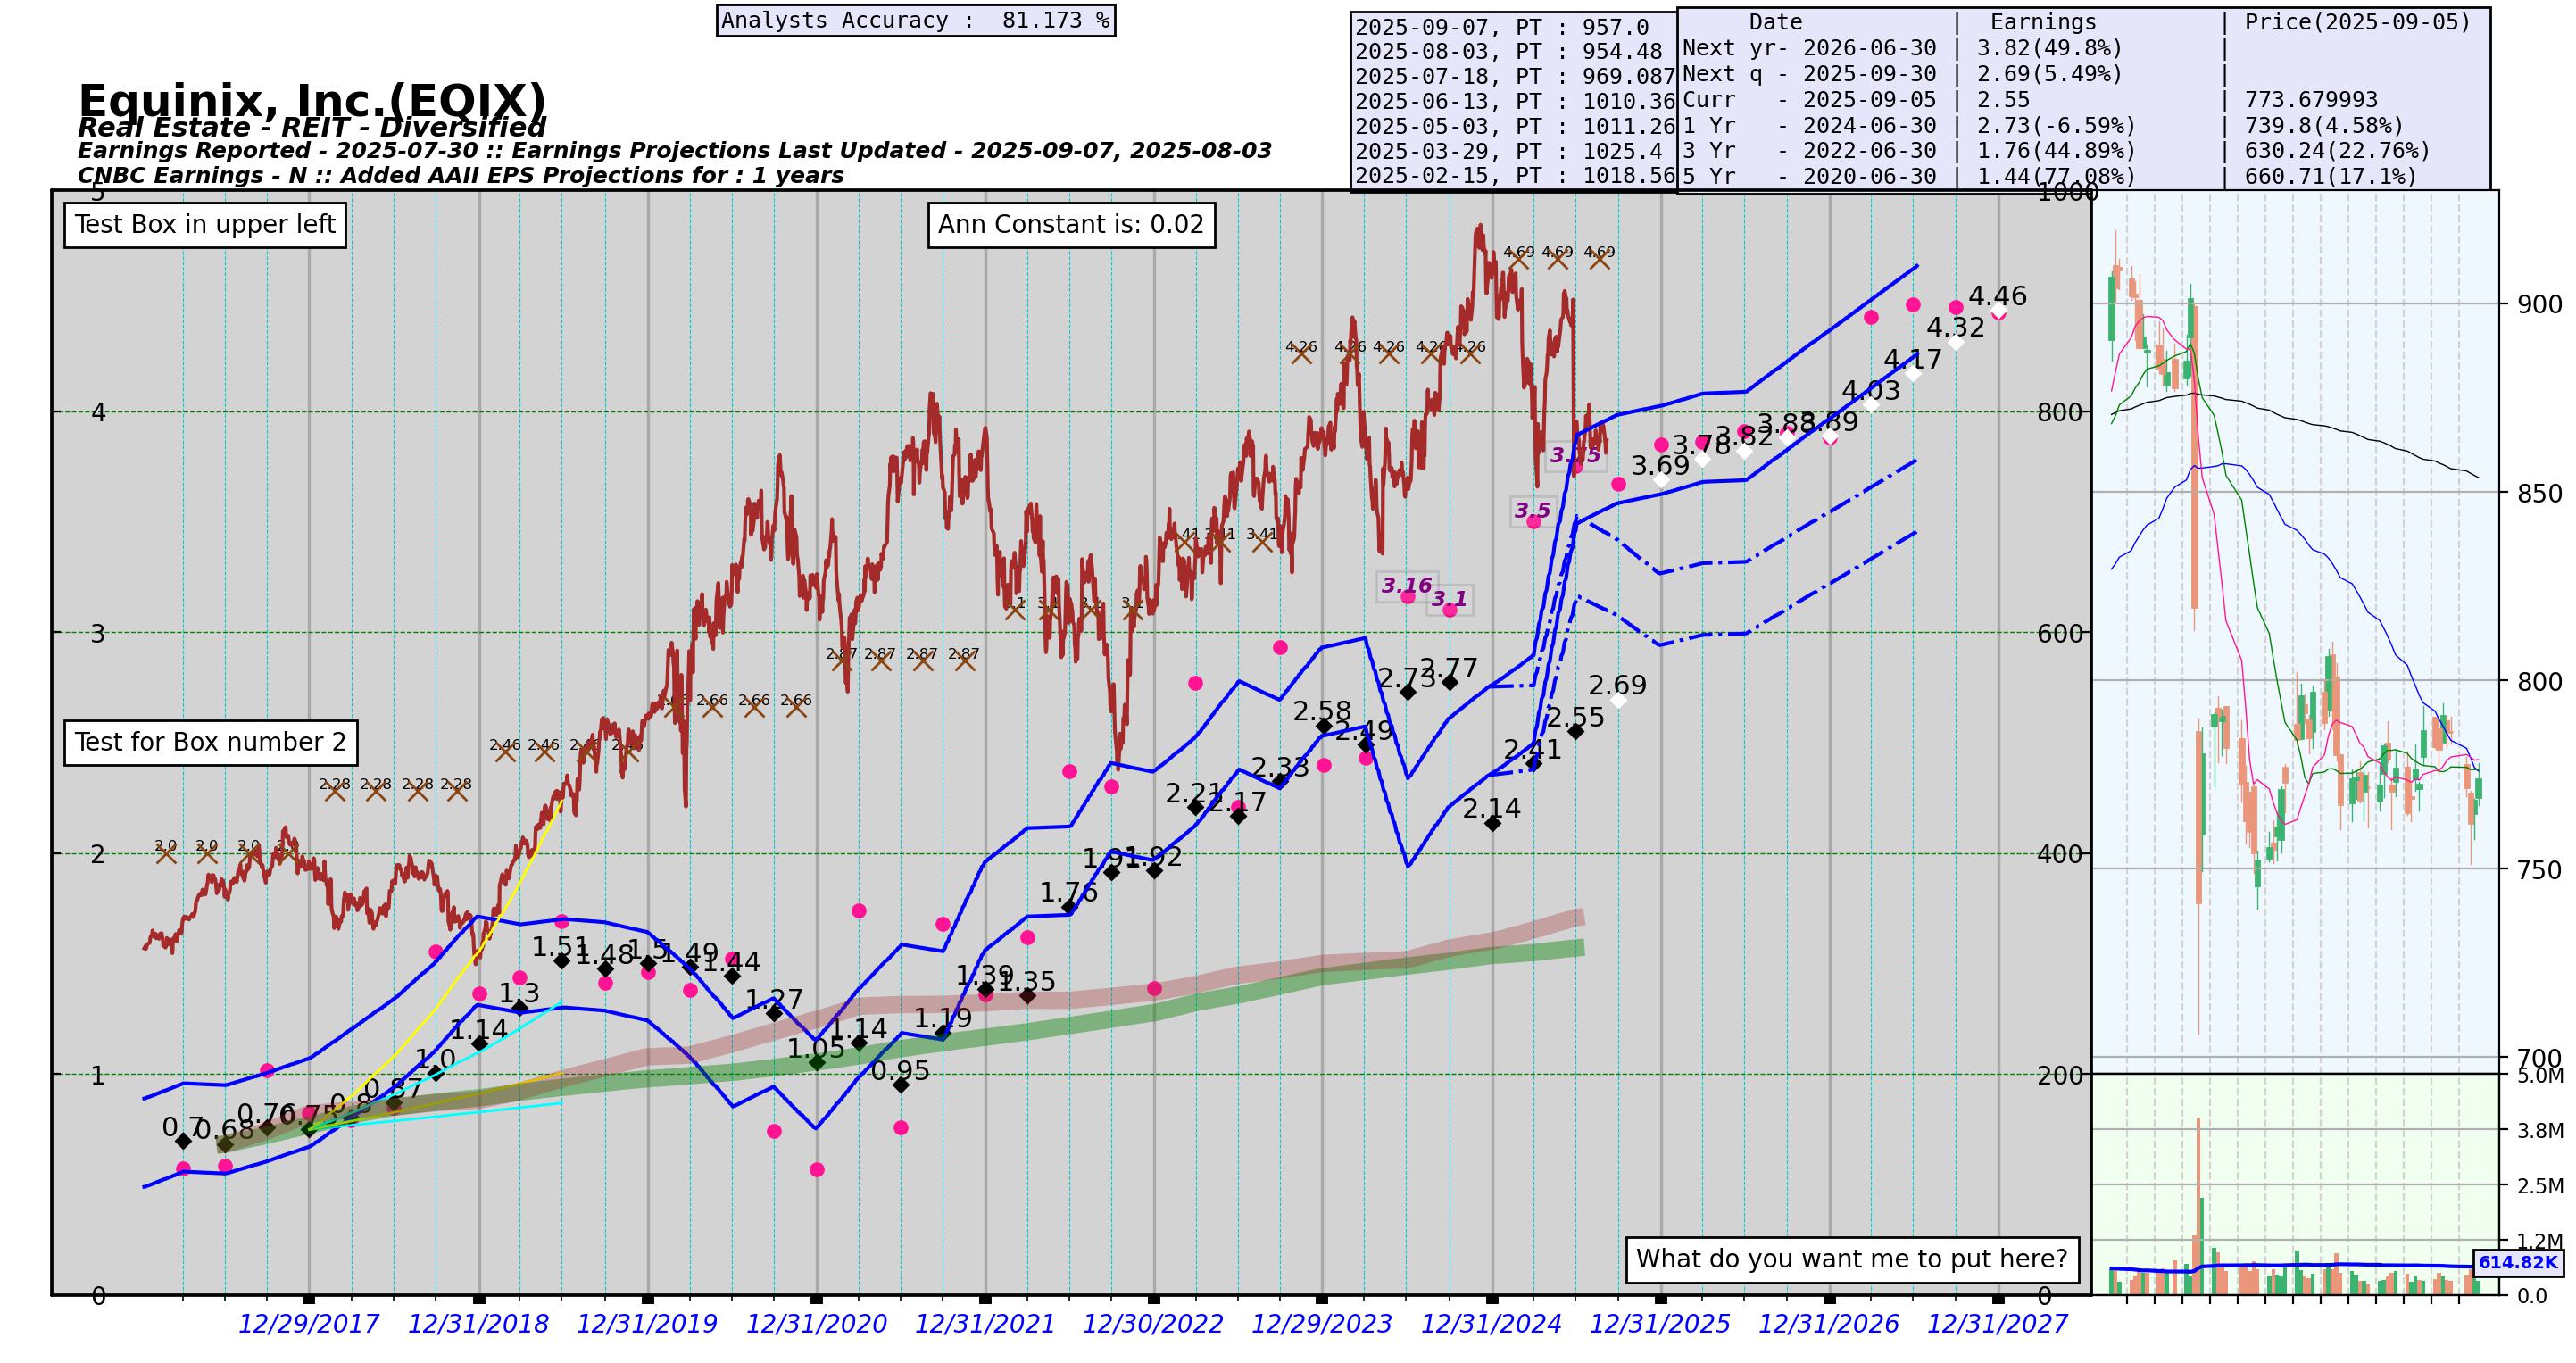 Analysts Accuracy :  81.173 %
2025-09-07, PT : 957.0
2025-08-03, PT : 954.48
2025-07-18, PT : 969.087
2025-06-13, PT : 1010.36
2025-05-03, PT : 1011.26
2025-03-29, PT : 1025.4
2025-02-15, PT : 1018.56
Date | Earnings | Price(2025-09-05)
Next yr- 2026-06-30 | 3.82(49.8%) |
Next q - 2025-09-30 | 2.69(5.49%) |
Curr - 2025-09-05 | 2.55 | 773.679993
1 Yr - 2024-06-30 | 2.73(-6.59%) | 739.8(4.58%)
3 Yr - 2022-06-30 | 1.76(44.89%) | 630.24(22.76%)
5 Yr - 2020-06-30 | 1.44(77.08%) | 660.71(17.1%)
Equinix, Inc.(EQIX)
Real Estate - REIT - Diversified
Earnings Reported - 2025-07-30 :: Earnings Projections Last Updated - 2025-09-07, 2025-08-03
CNBC Earnings - N :: Added AAII EPS Projections for : 1 years
Test Box in upper left
Ann Constant is: 0.02
Test for Box number 2
What do you want me to put here?
5
4
3
2
1
0
1000
800
600
400
200
0
2.0 2.0 2.0
2.28 2.28 2.28 2.28
2.46 2.46
2.66 2.66 2.66
2.87 2.87 2.87 2.87
3.41
4.26 4.26 4.26 4.26
4.69 4.69 4.69
0.7 0.68 0.76 0.75 0.8 0.87 1.0 1.14 1.3 1.51 1.48 1.5 1.49 1.44 1.27 1.05 1.14 0.95 1.19 1.39 1.35 1.76 1.91 1.92 2.21 2.17 2.33 2.58 2.49 2.73 2.77 2.14 2.41 2.55 2.69
3.16 3.1 3.5
3.69 3.78 3.82 3.88 3.89 4.03 4.17 4.32 4.46
12/29/2017 12/31/2018 12/31/2019 12/31/2020 12/31/2021 12/30/2022 12/29/2023 12/31/2024 12/31/2025 12/31/2026 12/31/2027
900
850
800
750
700
5.0M
3.8M
2.5M
1.2M
614.82K
0.0